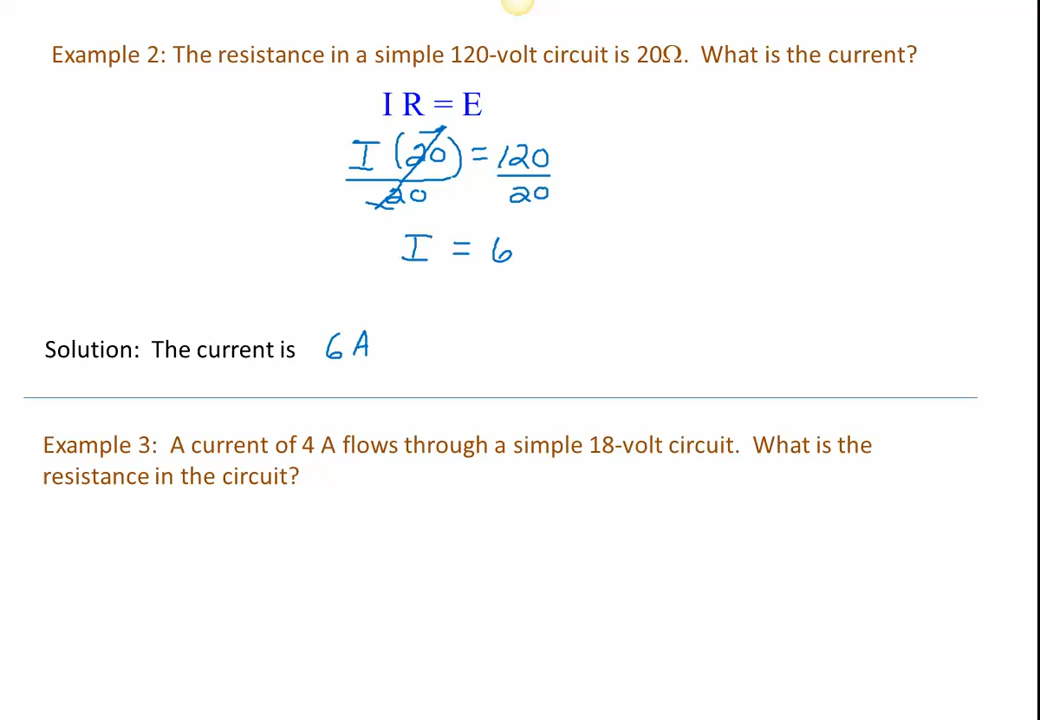 Example 2: The resistance in a simple 120-volt circuit is 20Ω. What is the current?
I R = E
I (20) = 120
20 20
I = 6
Solution: The current is 6 A
Example 3: A current of 4 A flows through a simple 18-volt circuit. What is the
resistance in the circuit?